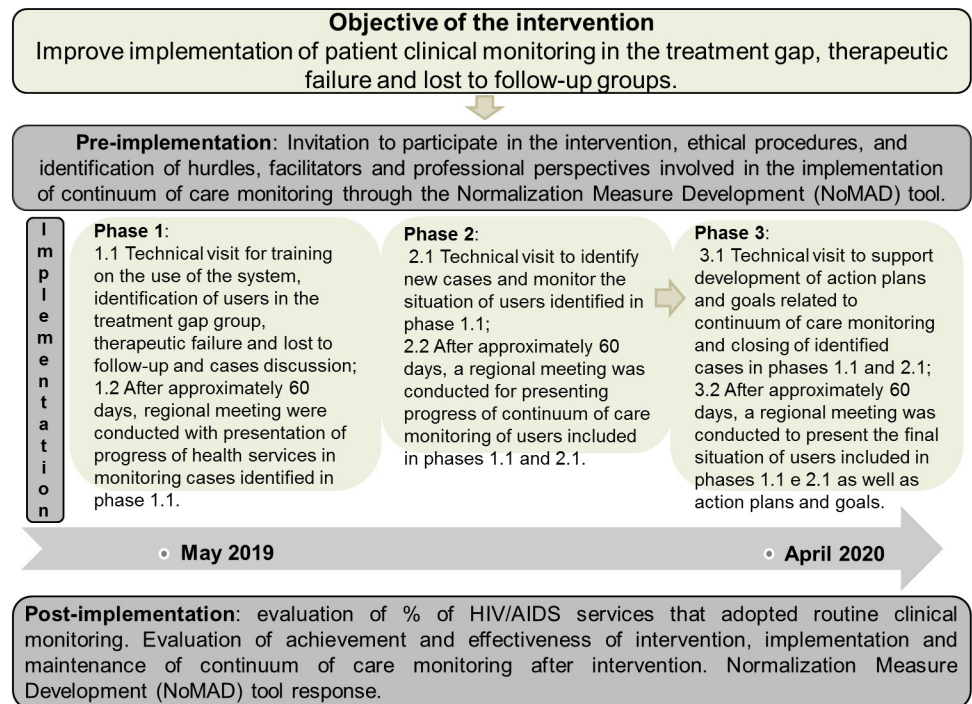 Objective of the intervention
Improve implementation of patient clinical monitoring in the treatment gap, therapeutic
failure and lost to follow-up groups.
Pre-implementation: Invitation to participate in the intervention, ethical procedures, and
identification of hurdles, facilitators and professional perspectives involved in the implementation
of continuum of care monitoring through the Normalization Measure Development (NoMAD) tool.
Implementation
Phase 1:
1.1 Technical visit for training
on the use of the system,
identification of users in the
treatment gap group,
therapeutic failure and lost to
follow-up and cases discussion;
1.2 After approximately 60
days, regional meeting were
conducted with presentation of
progress of health services in
monitoring cases identified in
phase 1.1.
Phase 2:
2.1 Technical visit to identify
new cases and monitor the
situation of users identified in
phase 1.1;
2.2 After approximately 60
days, a regional meeting was
conducted for presenting
progress of continuum of care
monitoring of users included
in phases 1.1 and 2.1.
Phase 3:
3.1 Technical visit to support
development of action plans
and goals related to
continuum of care monitoring
and closing of identified
cases in phases 1.1 and 2.1;
3.2 After approximately 60
days, a regional meeting was
conducted to present the final
situation of users included in
phases 1.1 e 2.1 as well as
action plans and goals.
May 2019
April 2020
Post-implementation: evaluation of % of HIV/AIDS services that adopted routine clinical
monitoring. Evaluation of achievement and effectiveness of intervention, implementation and
maintenance of continuum of care monitoring after intervention. Normalization Measure
Development (NoMAD) tool response.